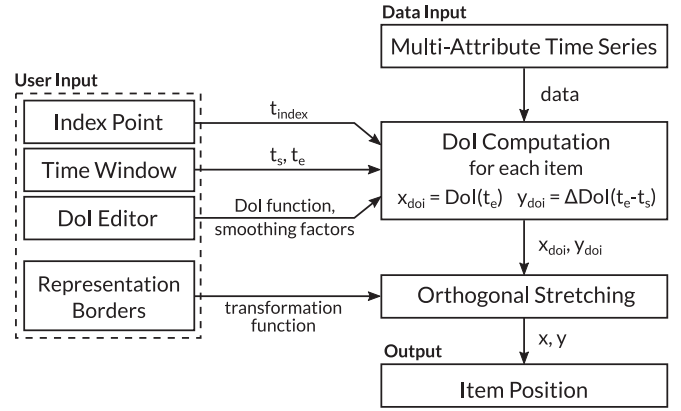 Data Input
Multi-Attribute Time Series
data
User Input
Index Point
t_index
Time Window
t_s, t_e
DoI Editor
DoI function,
smoothing factors
DoI Computation
for each item
x_doi = DoI(t_e) y_doi = ΔDoI(t_e-t_s)
x_doi, y_doi
Representation
Borders
transformation
function
Orthogonal Stretching
x, y
Output
Item Position